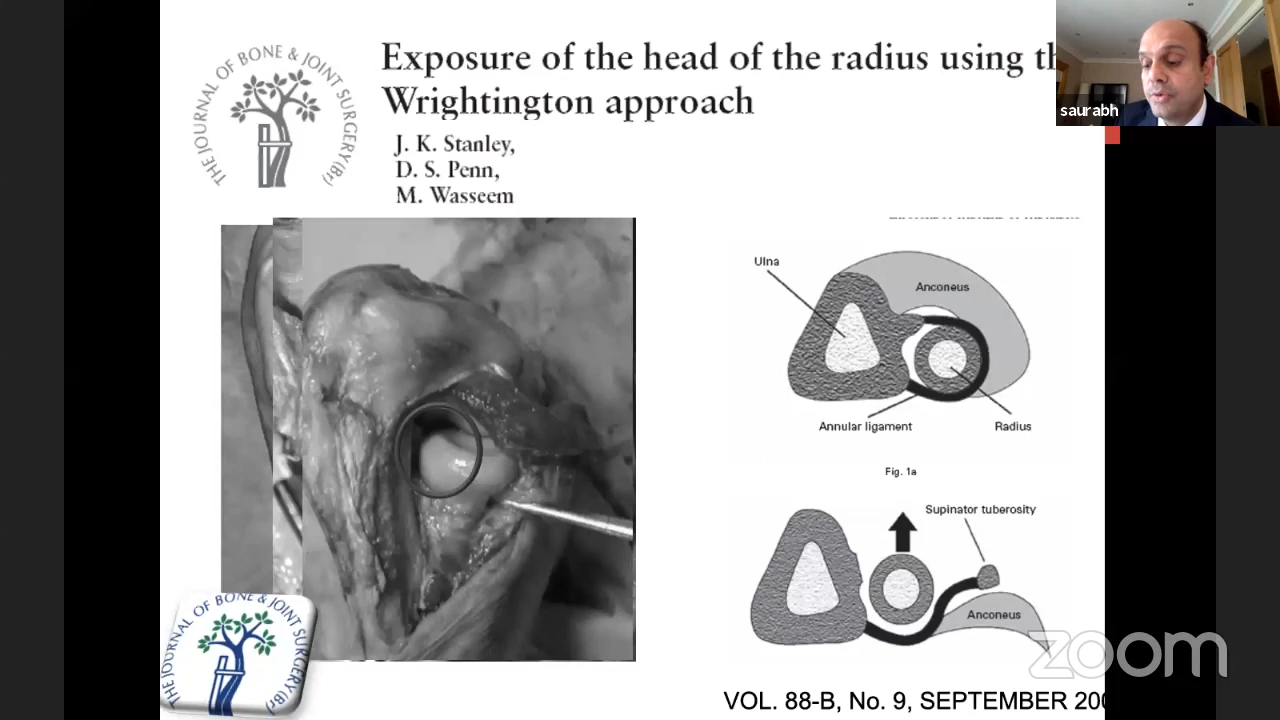 Exposure of the head of the radius using th
Wrightington approach
J. K. Stanley,
D. S. Penn,
M. Wasseem
THE JOURNAL OF BONE & JOINT SURGERY (Br)
saurabh
Ulna
Anconeus
Annular ligament
Radius
Fig. 1a
Supinator tuberosity
Anconeus
THE JOURNAL OF BONE & JOINT SURGERY (Br)
zoom
VOL. 88-B, No. 9, SEPTEMBER 200